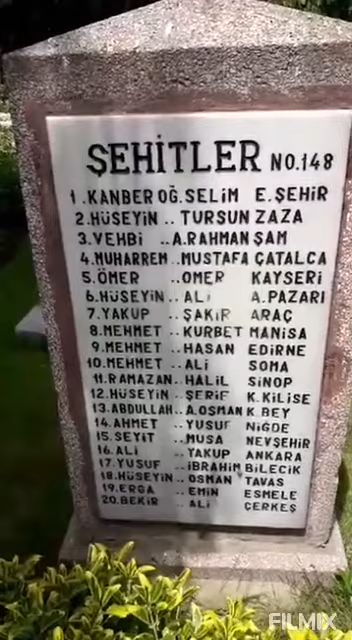 ŞEHİTLER NO.148
1.KANBER OĞ.SELİM E.ŞEHİR
2.HÜSEYİN .. TURSUN ZAZA
3.VEHBİ .. A.RAHMAN ŞAM
4.MUHARREM ..MUSTAFA ÇATALCA
5.ÖMER ..ÖMER KAYSERİ
6.HÜSEYİN .. ALİ A.PAZARI
7.YAKUP .. ŞAKİR ARAÇ
8.MEHMET .. KURBET MANİSA
9.MEHMET .. HASAN EDİRNE
10.MEHMET .. ALİ SOMA
11.RAMAZAN .. HALİL SİNOP
12.HÜSEYİN .. ŞERİF K.KİLİSE
13.ABDULLAH .. A.OSMAN K.BEY
14.AHMET .. YUSUF NİĞDE
15.SEYİT .. MUSA NEVŞEHİR
16.ALİ .. YAKUP ANKARA
17.YUSUF .. İBRAHİM BİLECİK
18.HÜSEYİN .. OSMAN TAVAS
19.ERGA .. EMİN ESMELE
20.BEKİR .. ALİ ÇERKEŞ
FILMIX